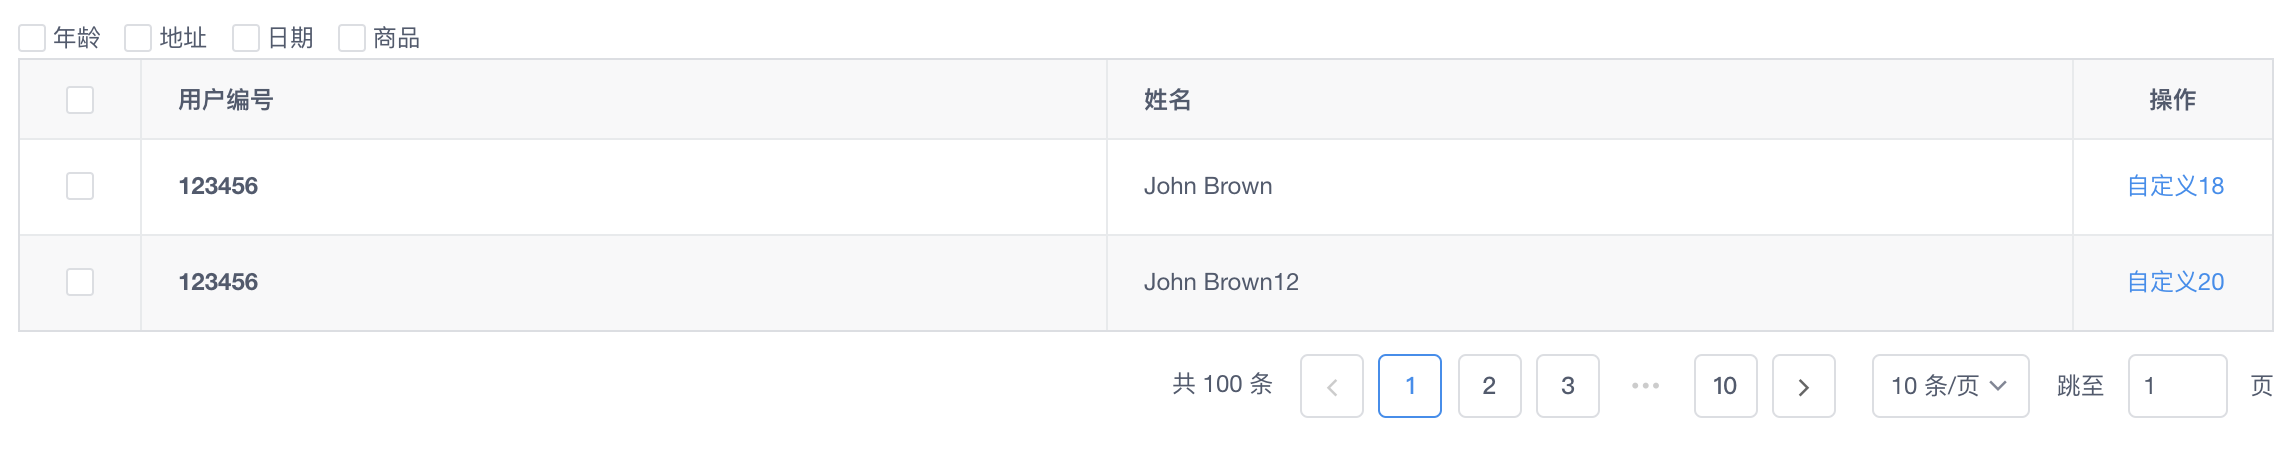 年龄 地址 日期 商品
用户编号 姓名 操作
123456 John Brown 自定义18
123456 John Brown12 自定义20
共 100 条 1 2 3 ••• 10 10 条/页 跳至 1 页